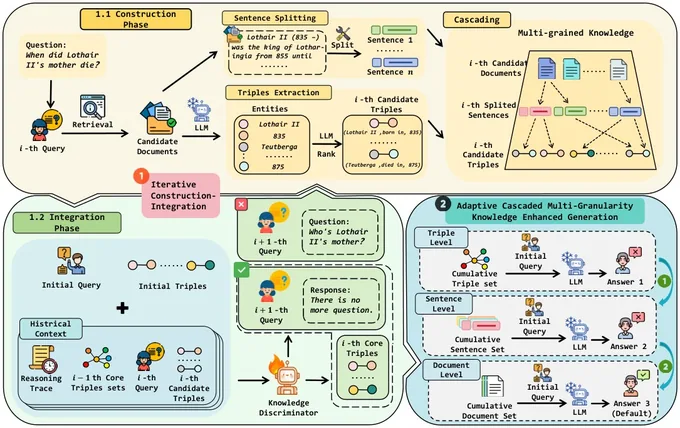 1.1 Construction
Phase
Question:
When did Lothair
II's mother die?
i-th Query
Retrieval
Candidate
Documents
LLM
Sentence Splitting
Lothair II (835 –)
was the king of Lothar-
ingia from 855 until
.......
Split
Sentence 1
.......
Sentence n
Triples Extraction
Entities
Lothair II
835
Teutberga
.......
875
LLM
Rank
i-th Candidate
Triples
(Lothair II ,born in, 835)
.......
(Teutberga ,died in, 875)
Cascading
Multi-grained Knowledge
i-th Candidate
Documents
i-th Splited
Sentences
i-th
Candidate
Triples
1
Iterative
Construction-
Integration
1.2 Integration
Phase
Initial Query
Initial Triples
Histrical
Context
Reasoning
Trace
i-1 th Core
Triples sets
i-th
Query
i-th
Candidate
Triples
Knowledge
Discriminator
i+1-th
Query
Question:
Who's Lothair
II's mother?
i+1-th
Query
Response:
There is no
more question.
i-th Core
Triples
2
Adaptive Cascaded Multi-Granularity
Knowledge Enhanced Generation
Triple
Level
Cumulative
Triple set
Initial
Query
LLM
Answer 1
1
Sentence
Level
Cumulative
Sentence Set
Initial
Query
LLM
Answer 2
2
Document
Level
Cumulative
Document Set
Initial
Query
LLM
Answer 3
(Default)